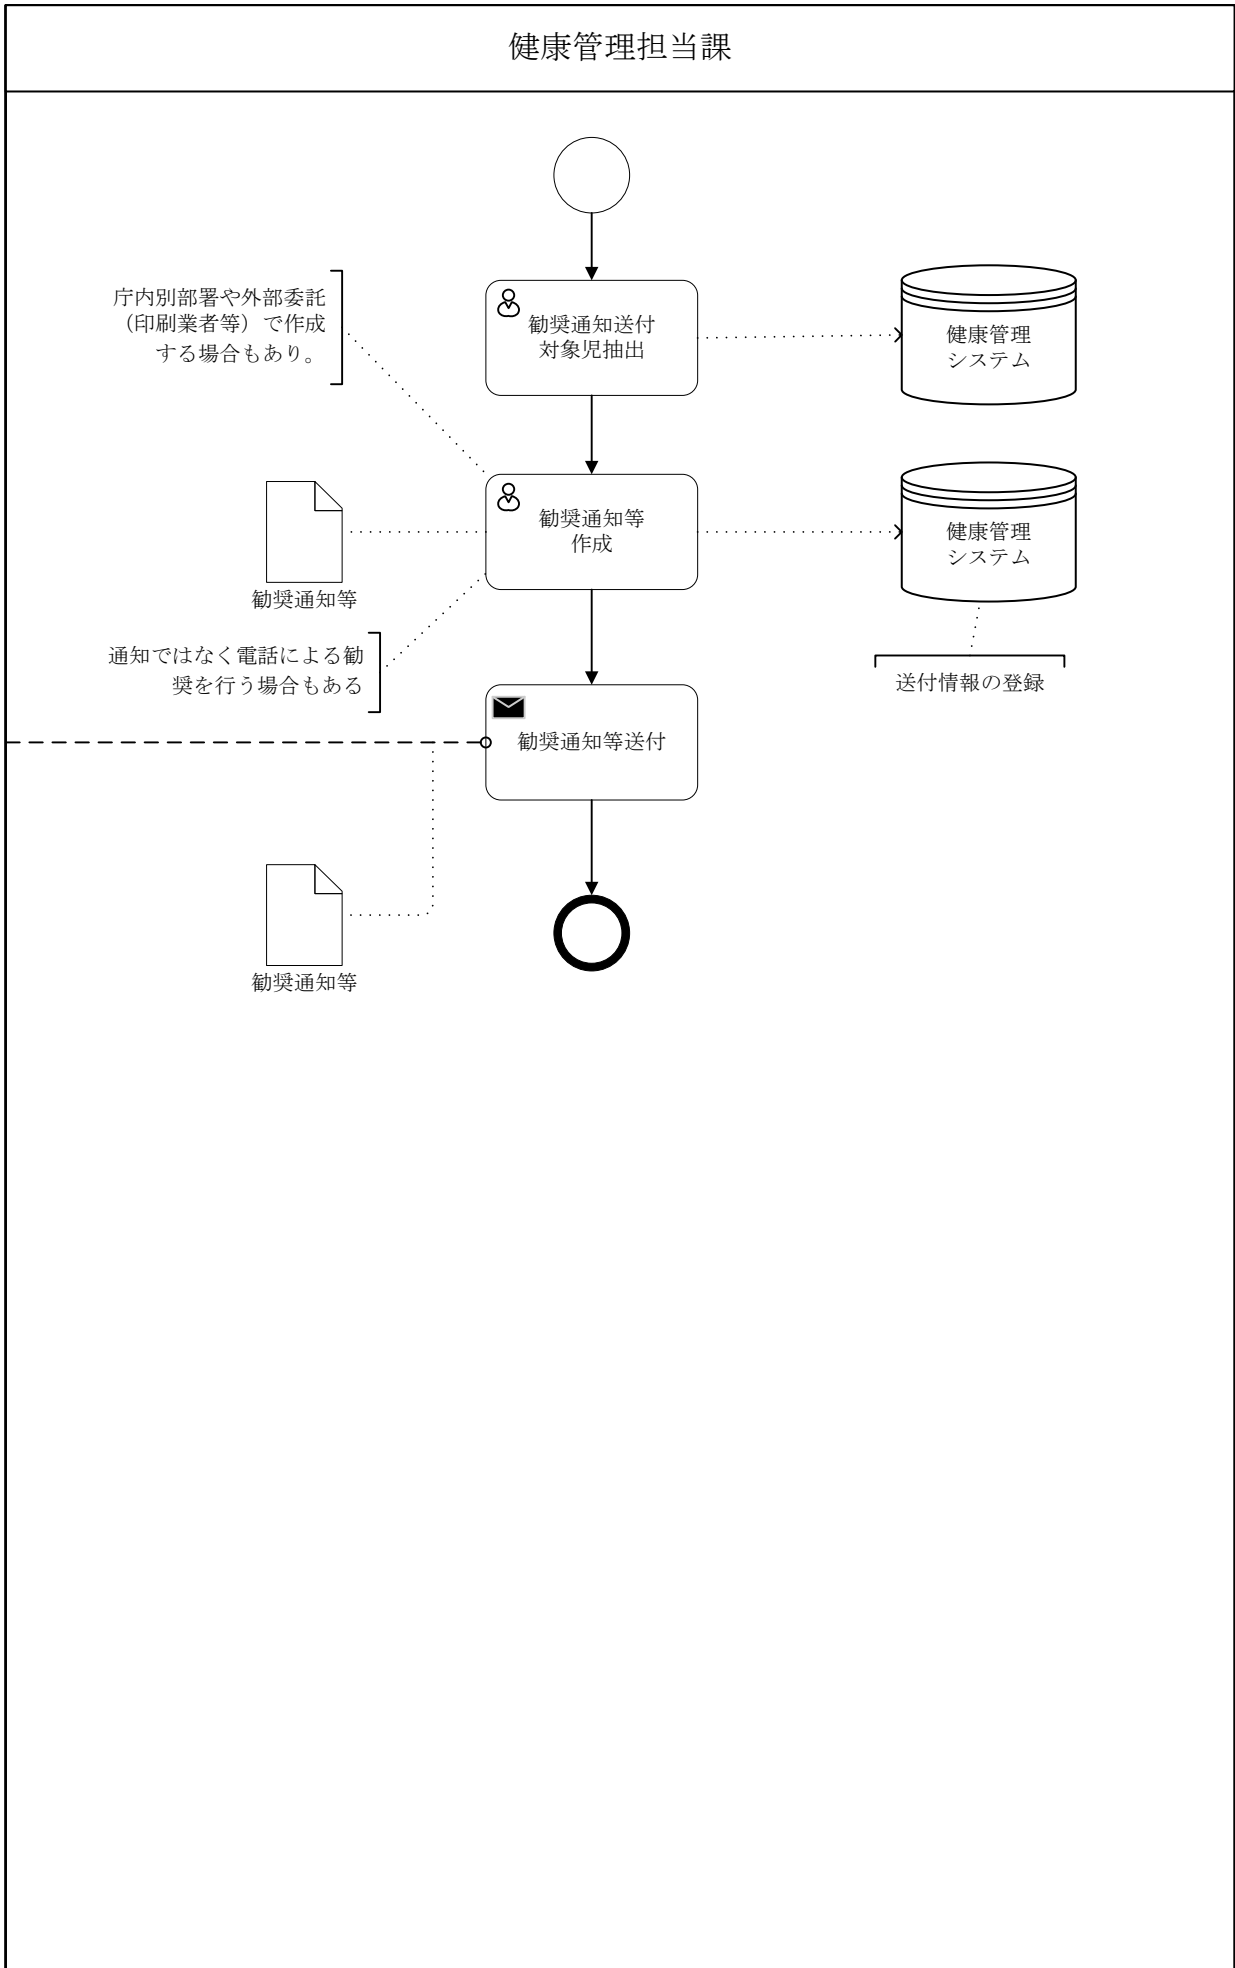 健康管理担当課
庁内別部署や外部委託
（印刷業者等）で作成
する場合もあり。
勧奨通知送付
対象児抽出
健康管理
システム
勧奨通知等
勧奨通知等
作成
健康管理
システム
通知ではなく電話による勧
奨を行う場合もある
送付情報の登録
勧奨通知等送付
勧奨通知等